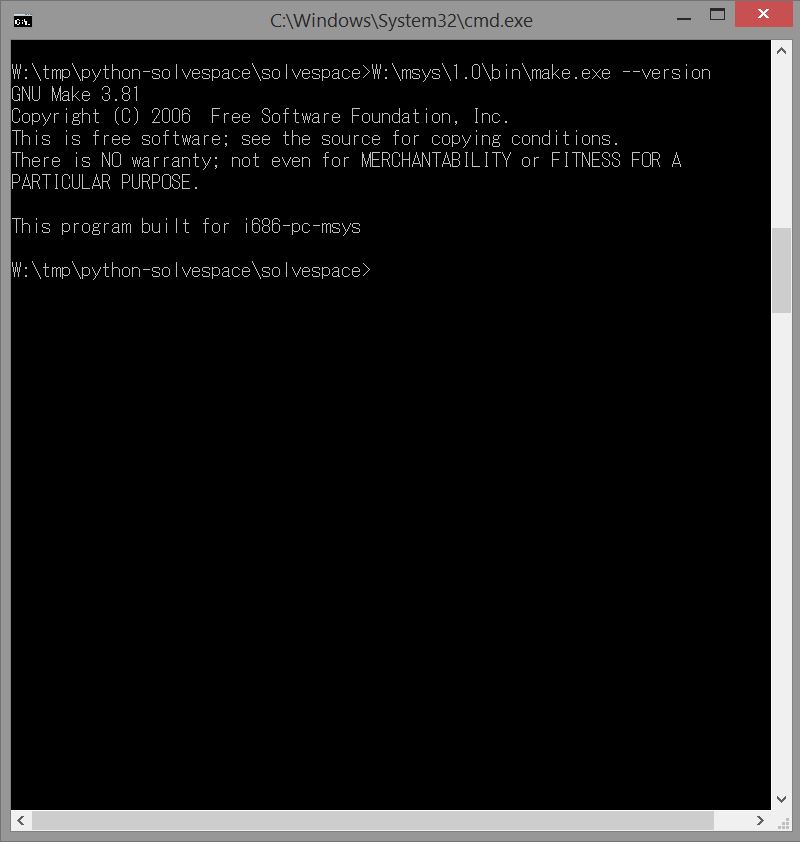 C:\Windows\System32\cmd.exe
W:\tmp\python-solvespace\solvespace>W:\msys\1.0\bin\make.exe --version
GNU Make 3.81
Copyright (C) 2006  Free Software Foundation, Inc.
This is free software; see the source for copying conditions.
There is NO warranty; not even for MERCHANTABILITY or FITNESS FOR A
PARTICULAR PURPOSE.
This program built for i686-pc-msys
W:\tmp\python-solvespace\solvespace>